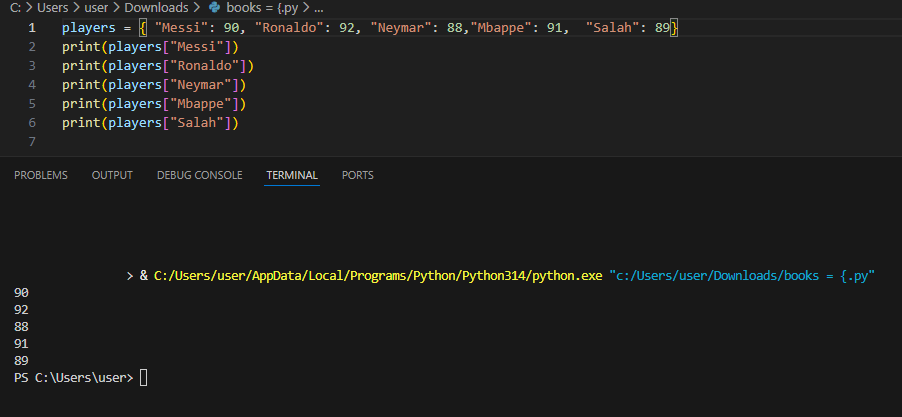 C: > Users > user > Downloads > books = {.py > ...
1 players = { "Messi": 90, "Ronaldo": 92, "Neymar": 88,"Mbappe": 91,  "Salah": 89}
2 print(players["Messi"])
3 print(players["Ronaldo"])
4 print(players["Neymar"])
5 print(players["Mbappe"])
6 print(players["Salah"])
7
PROBLEMS OUTPUT DEBUG CONSOLE TERMINAL PORTS
> & C:/Users/user/AppData/Local/Programs/Python/Python314/python.exe "c:/Users/user/Downloads/books = {.py"
90
92
88
91
89
PS C:\Users\user>